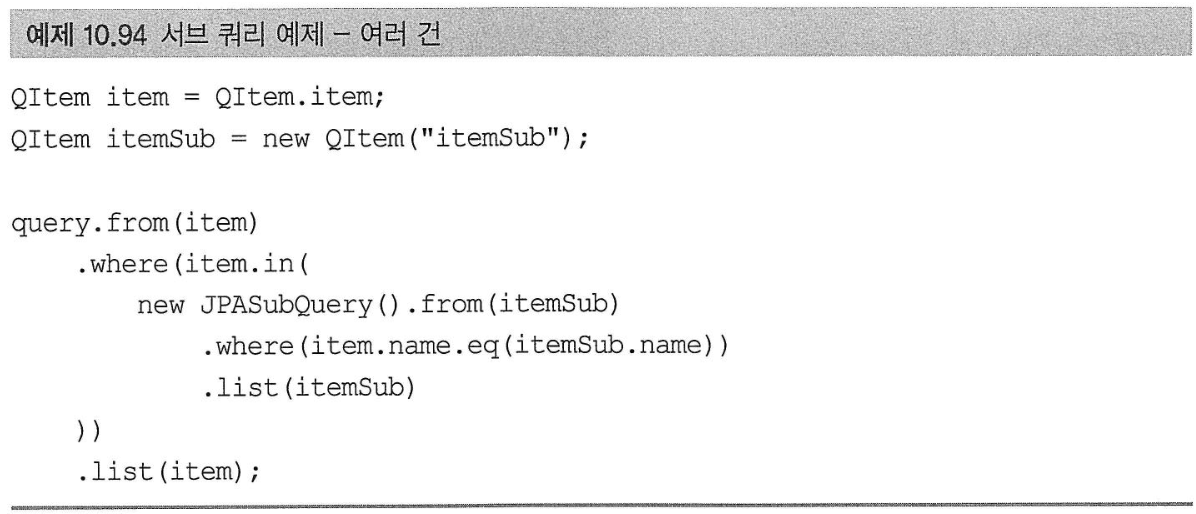 예제 10.94 서브 쿼리 예제 – 여러 건
QItem item = QItem.item;
QItem itemSub = new QItem("itemSub");

query.from(item)
    .where(item.in(
        new JPASubQuery().from(itemSub)
            .where(item.name.eq(itemSub.name))
            .list(itemSub)
    ))
    .list(item);